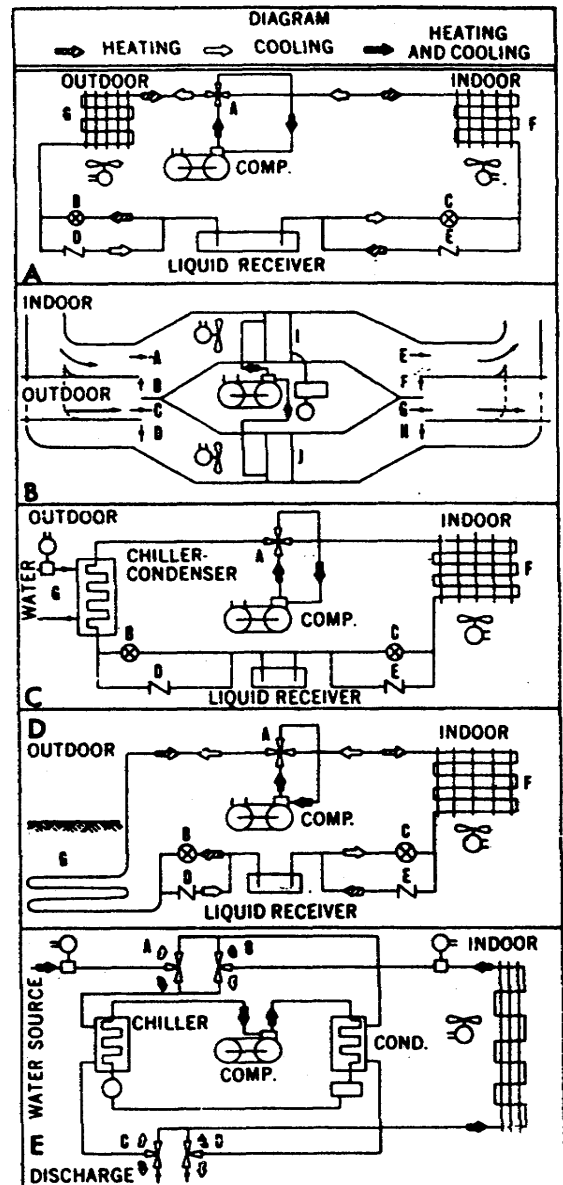 DIAGRAM
HEATING COOLING HEATING AND COOLING
OUTDOOR INDOOR
G A F
COMP.
B C
D E
LIQUID RECEIVER
A
INDOOR
I
A E
B F
OUTDOOR
C G
D H
J
B
OUTDOOR INDOOR
CHILLER-CONDENSER
A
WATER G F
COMP.
B C
D E
LIQUID RECEIVER
C
D
OUTDOOR A INDOOR
F
COMP.
G B C
D E
LIQUID RECEIVER
A B INDOOR
WATER SOURCE
CHILLER COND.
COMP.
C D
E
DISCHARGE